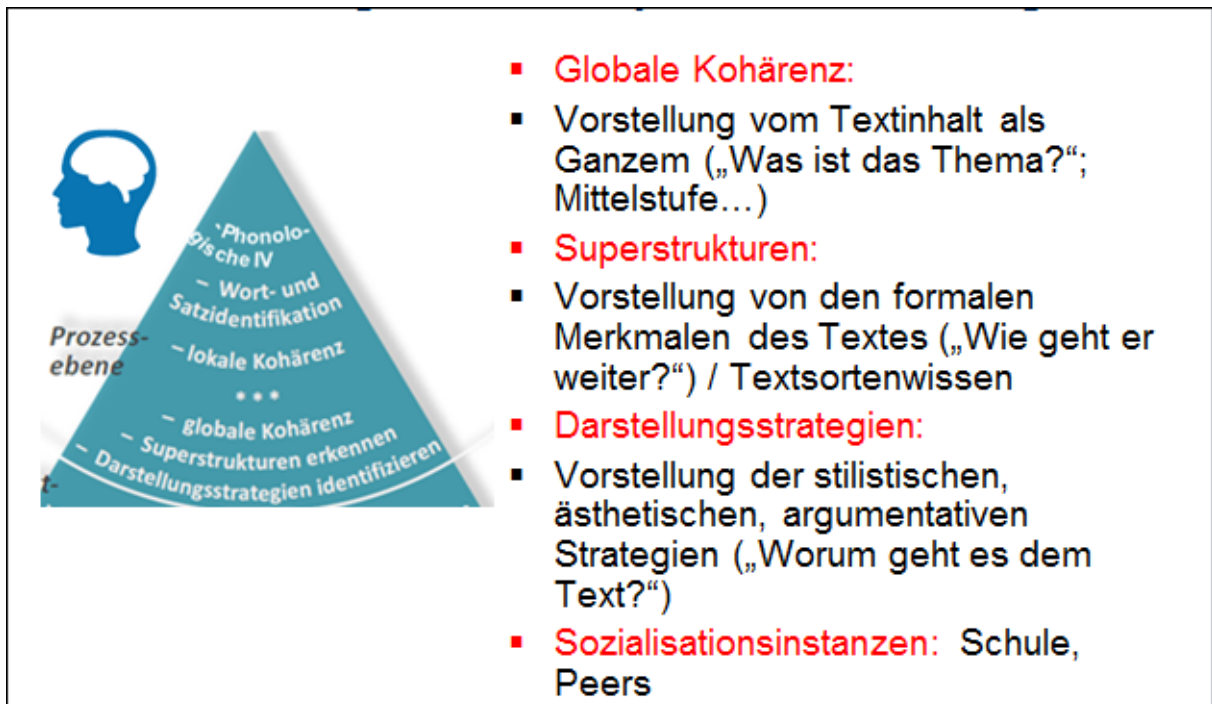 Prozess-
ebene
`Phonolo-
gische IV
– Wort- und
Satzidentifikation
– lokale Kohärenz
• • •
– globale Kohärenz
– Superstrukturen erkennen
– Darstellungsstrategien identifizieren
t-
▪ Globale Kohärenz:
▪ Vorstellung vom Textinhalt als
Ganzem („Was ist das Thema?“;
Mittelstufe…)
▪ Superstrukturen:
▪ Vorstellung von den formalen
Merkmalen des Textes („Wie geht er
weiter?“) / Textsortenwissen
▪ Darstellungsstrategien:
▪ Vorstellung der stilistischen,
ästhetischen, argumentativen
Strategien („Worum geht es dem
Text?“)
▪ Sozialisationsinstanzen: Schule,
Peers